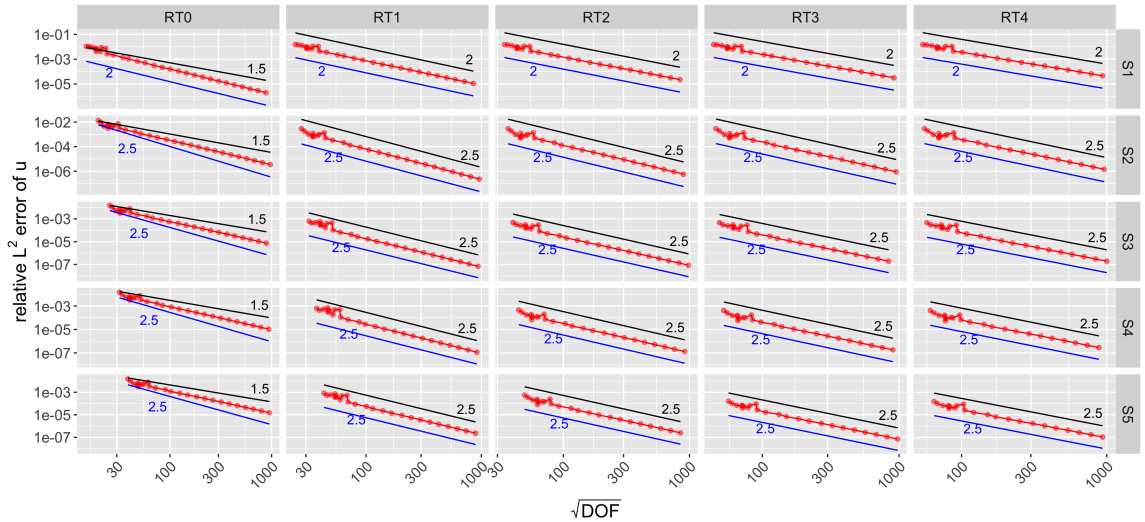 RT0 RT1 RT2 RT3 RT4
relative L² error of u
1e−01
1e−03
1e−05
1.5 2 2 2 2
2 2 2 2 2
S1
1e−02
1e−04
1e−06
1.5 2.5 2.5 2.5 2.5
2.5 2.5 2.5 2.5 2.5
S2
1e−03
1e−05
1e−07
1.5 2.5 2.5 2.5 2.5
2.5 2.5 2.5 2.5 2.5
S3
1e−03
1e−05
1e−07
1.5 2.5 2.5 2.5 2.5
2.5 2.5 2.5 2.5 2.5
S4
1e−03
1e−05
1e−07
1.5 2.5 2.5 2.5 2.5
2.5 2.5 2.5 2.5 2.5
S5
30 100 300 1000 30 100 300 1000 100 300 1000 100 300 1000 100 300 1000
√DOF